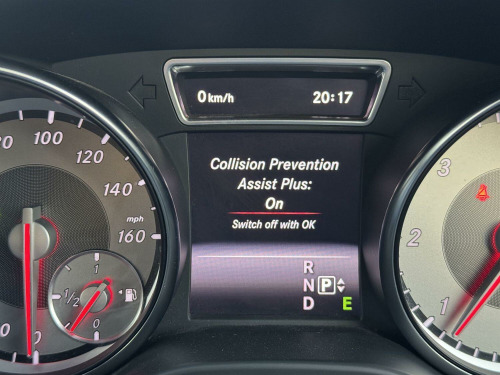 0 km/h 20:17
Collision Prevention
Assist Plus:
On
Switch off with OK
R
N P
D E
100
120
140
mph
160
1
1/2
0
3
2
1